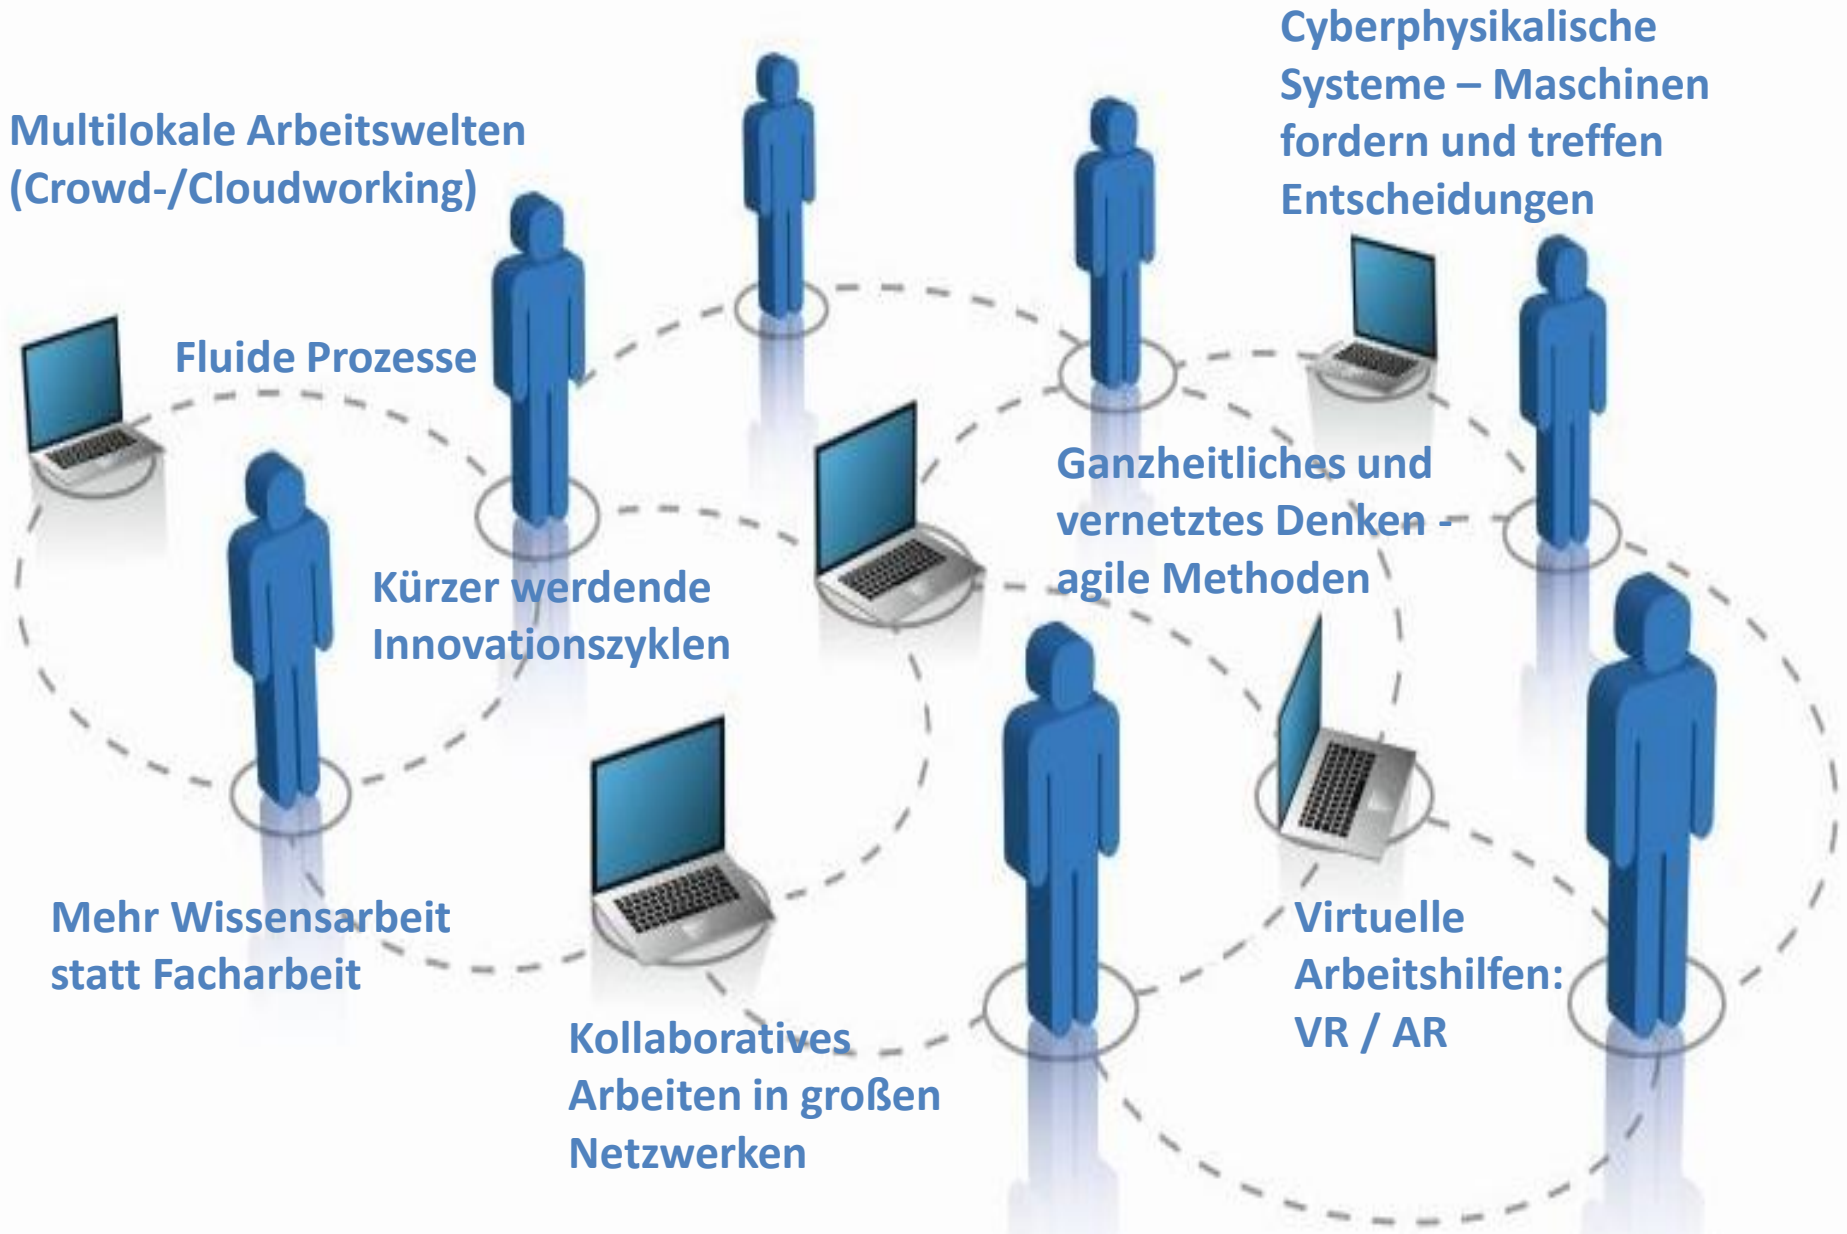 Cyberphysikalische
Systeme – Maschinen
fordern und treffen
Entscheidungen
Multilokale Arbeitswelten
(Crowd-/Cloudworking)
Fluide Prozesse
Ganzheitliches und
vernetztes Denken -
agile Methoden
Kürzer werdende
Innovationszyklen
Mehr Wissensarbeit
statt Facharbeit
Virtuelle
Arbeitshilfen:
VR / AR
Kollaboratives
Arbeiten in großen
Netzwerken